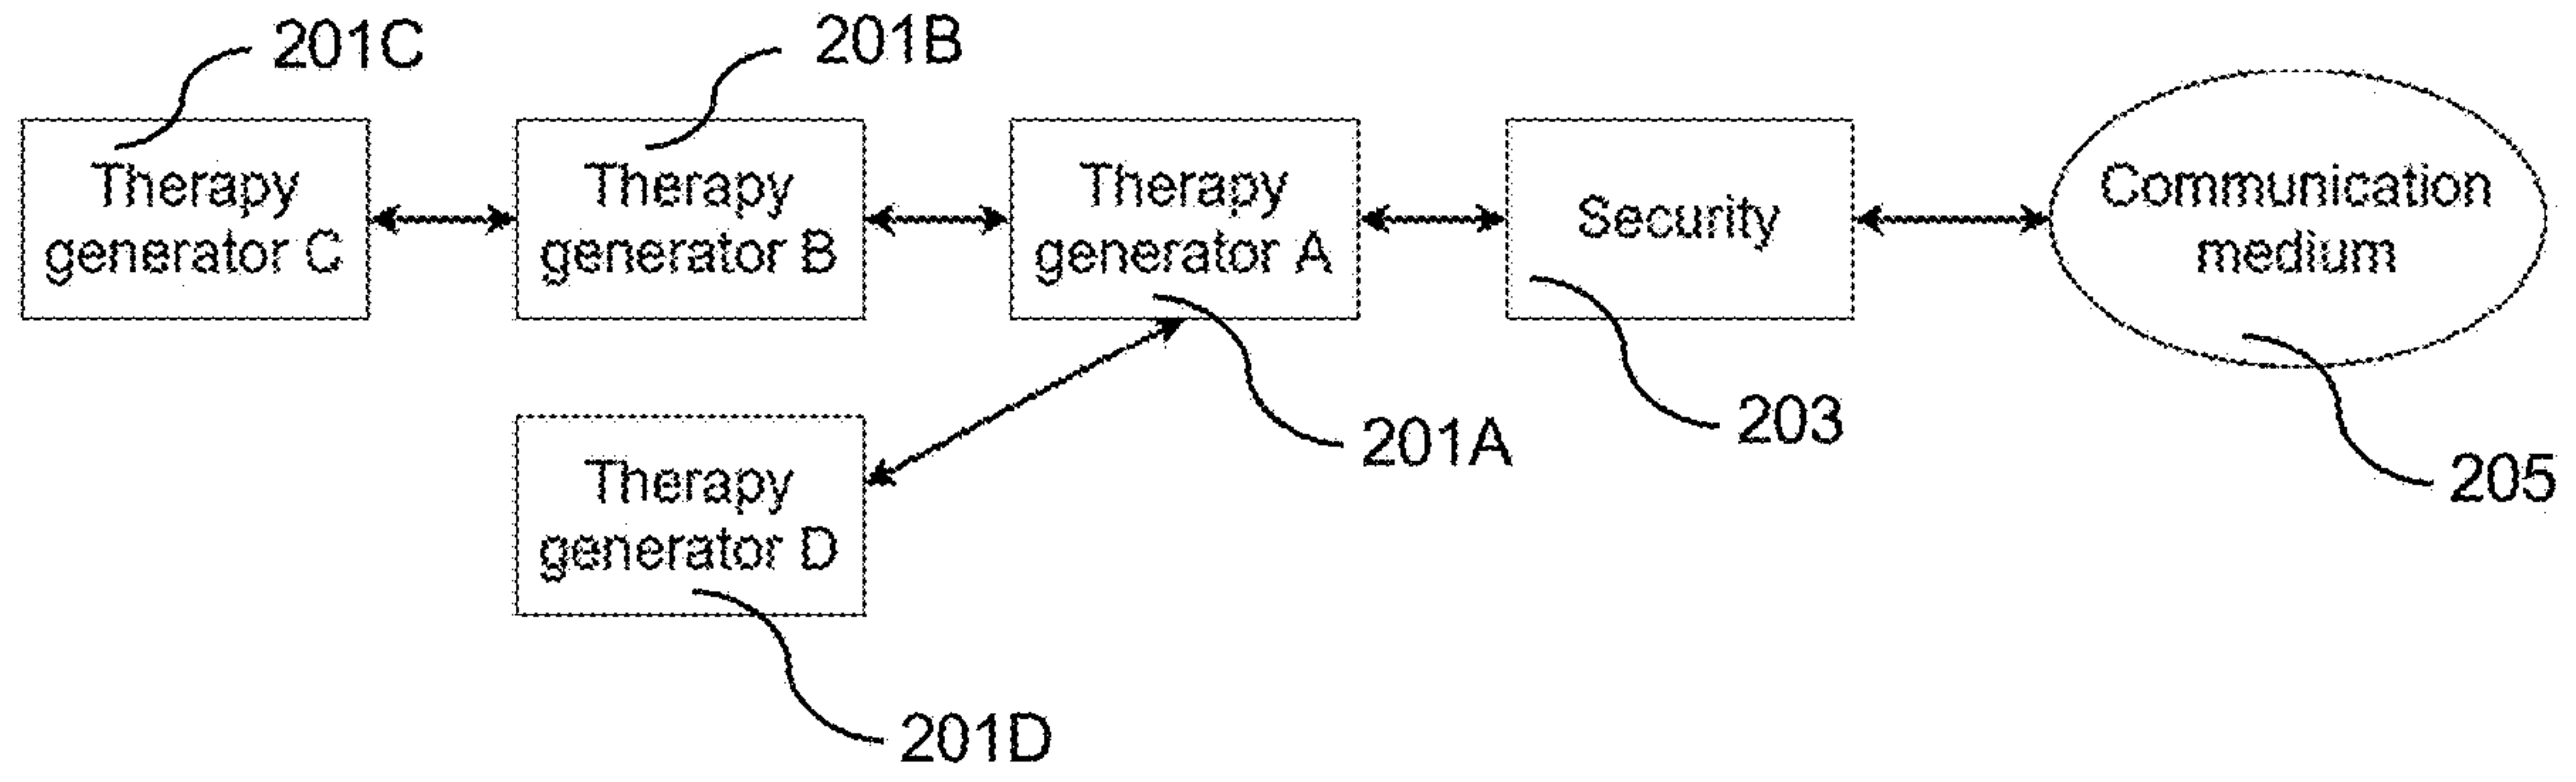 201C
201B
Therapy
generator C
Therapy
generator B
Therapy
generator A
Security
Communication
medium
201A
203
205
Therapy
generator D
201D